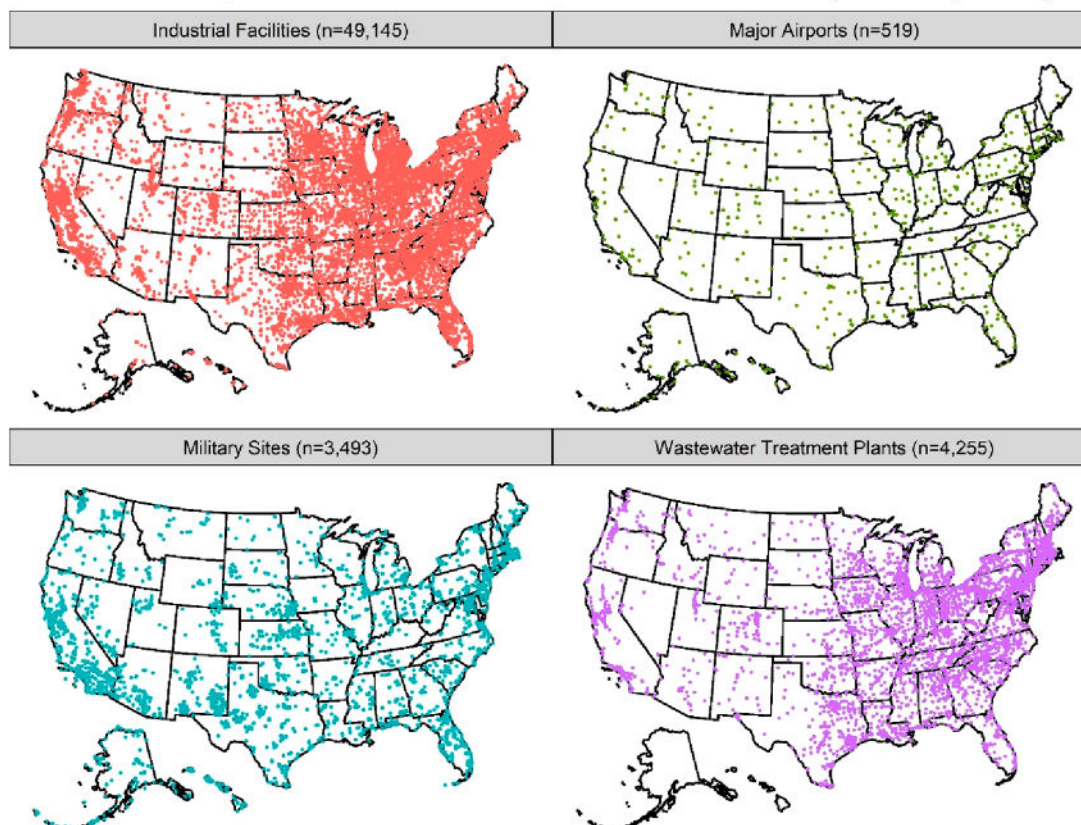 Industrial Facilities (n=49,145)
Major Airports (n=519)
Military Sites (n=3,493)
Wastewater Treatment Plants (n=4,255)